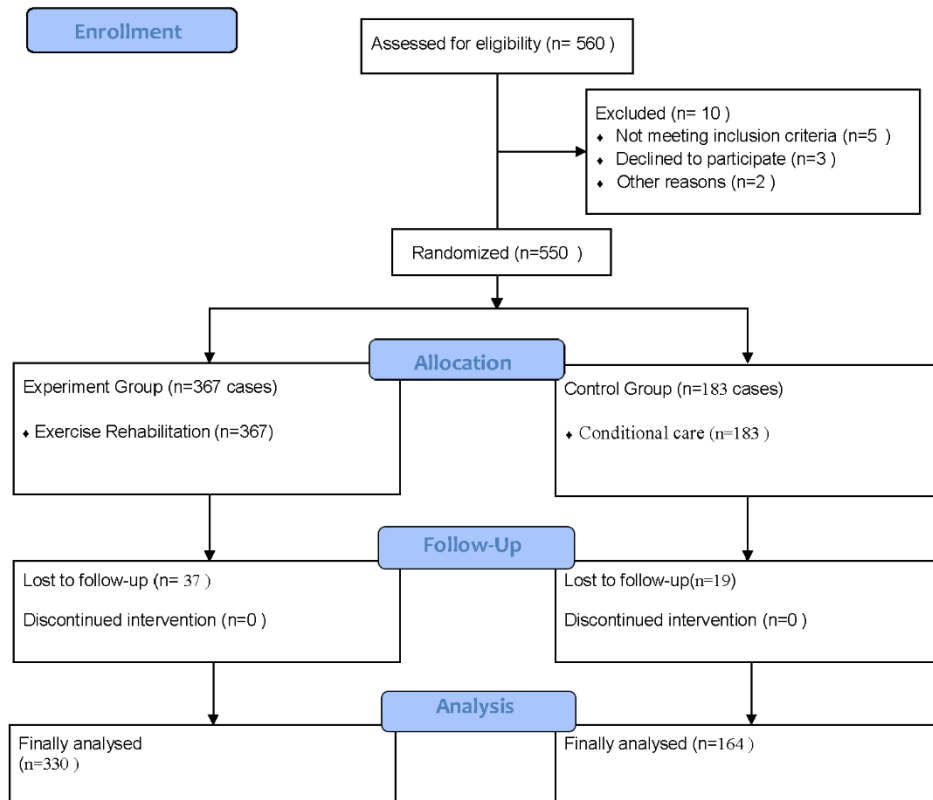 Enrollment
Assessed for eligibility (n= 560 )
Excluded (n= 10 )
♦ Not meeting inclusion criteria (n=5 )
♦ Declined to participate (n=3 )
♦ Other reasons (n=2 )
Randomized (n=550 )
Allocation
Experiment Group (n=367 cases)
♦ Exercise Rehabilitation (n=367)
Control Group (n=183 cases)
♦ Conditional care (n=183 )
Follow-Up
Lost to follow-up (n= 37 )
Discontinued intervention (n=0 )
Lost to follow-up(n=19)
Discontinued intervention (n=0 )
Analysis
Finally analysed
(n=330 )
Finally analysed (n=164 )